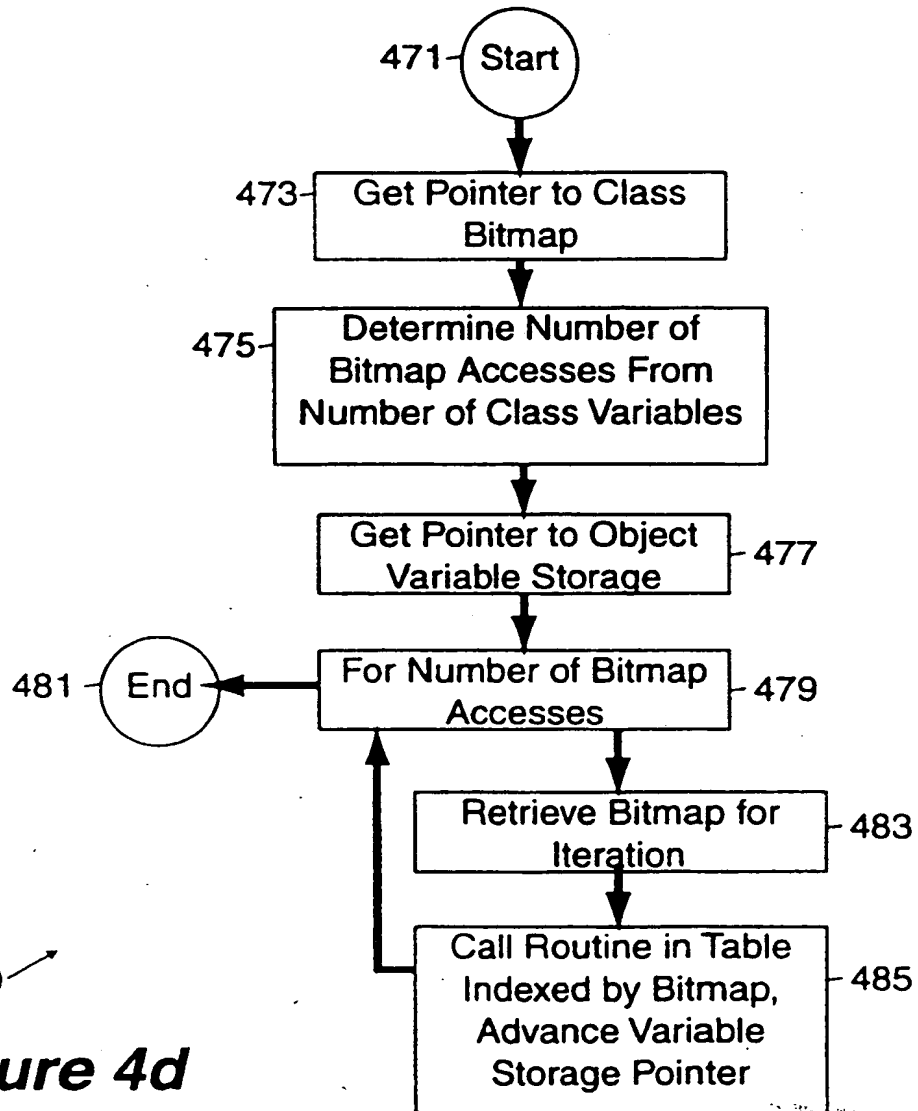 471
Start
473
Get Pointer to Class
Bitmap
475
Determine Number of
Bitmap Accesses From
Number of Class Variables
Get Pointer to Object
Variable Storage
477
481
End
For Number of Bitmap
Accesses
479
Retrieve Bitmap for
Iteration
483
Call Routine in Table
Indexed by Bitmap,
Advance Variable
Storage Pointer
485
ure 4d